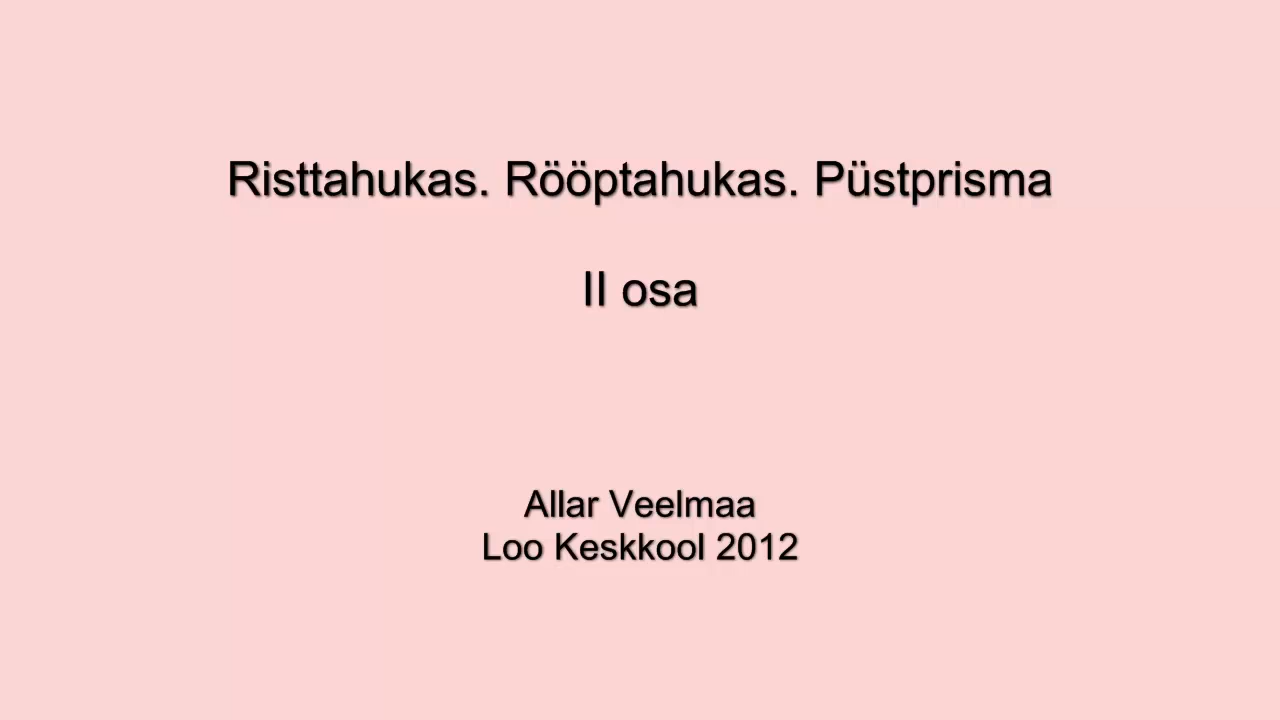 Risttahukas. Rööptahukas. Püstprisma
II osa
Allar Veelmaa
Loo Keskkool 2012